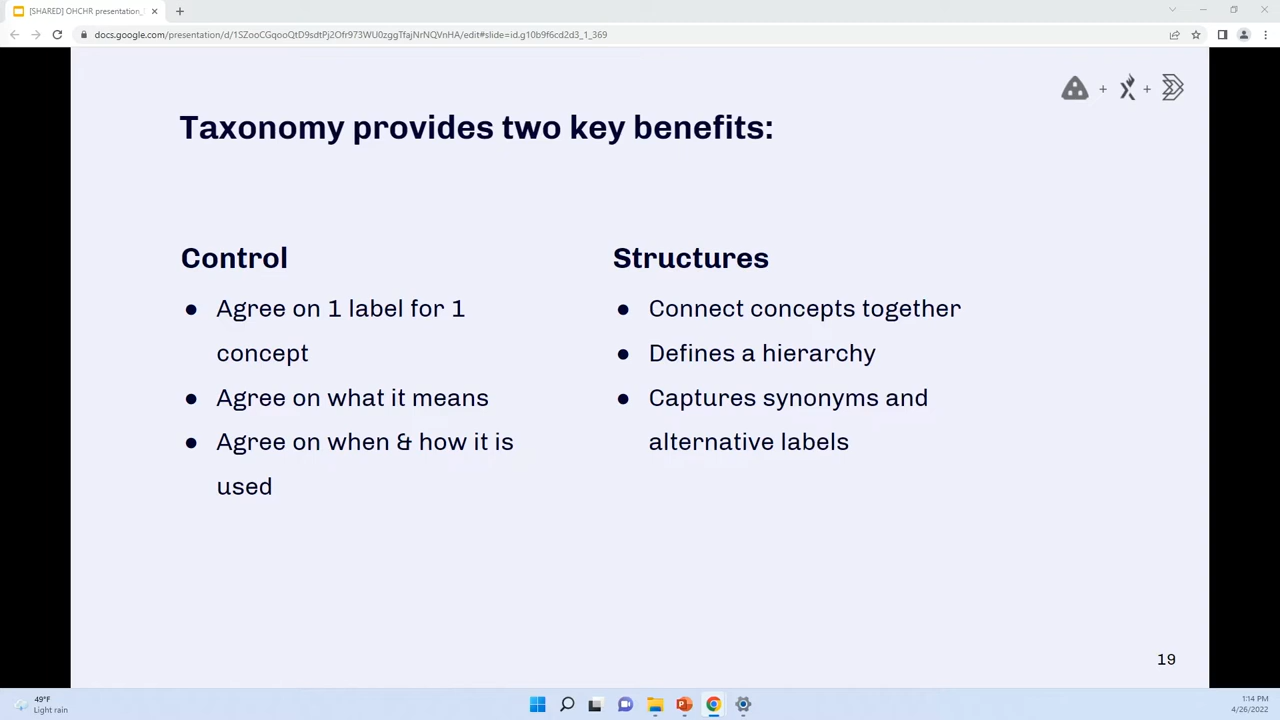 [SHARED] OHCHR presentation_
docs.google.com/presentation/d/1SZooCGqooQtD9sdtPj2Ofr973WU0zggTfajNrNQVnHA/edit#slide=id.g10b9f6cd2d3_1_369
+ +
Taxonomy provides two key benefits:
Control
● Agree on 1 label for 1
concept
● Agree on what it means
● Agree on when & how it is
used
Structures
● Connect concepts together
● Defines a hierarchy
● Captures synonyms and
alternative labels
19
49°F
Light rain
1:14 PM
4/26/2022